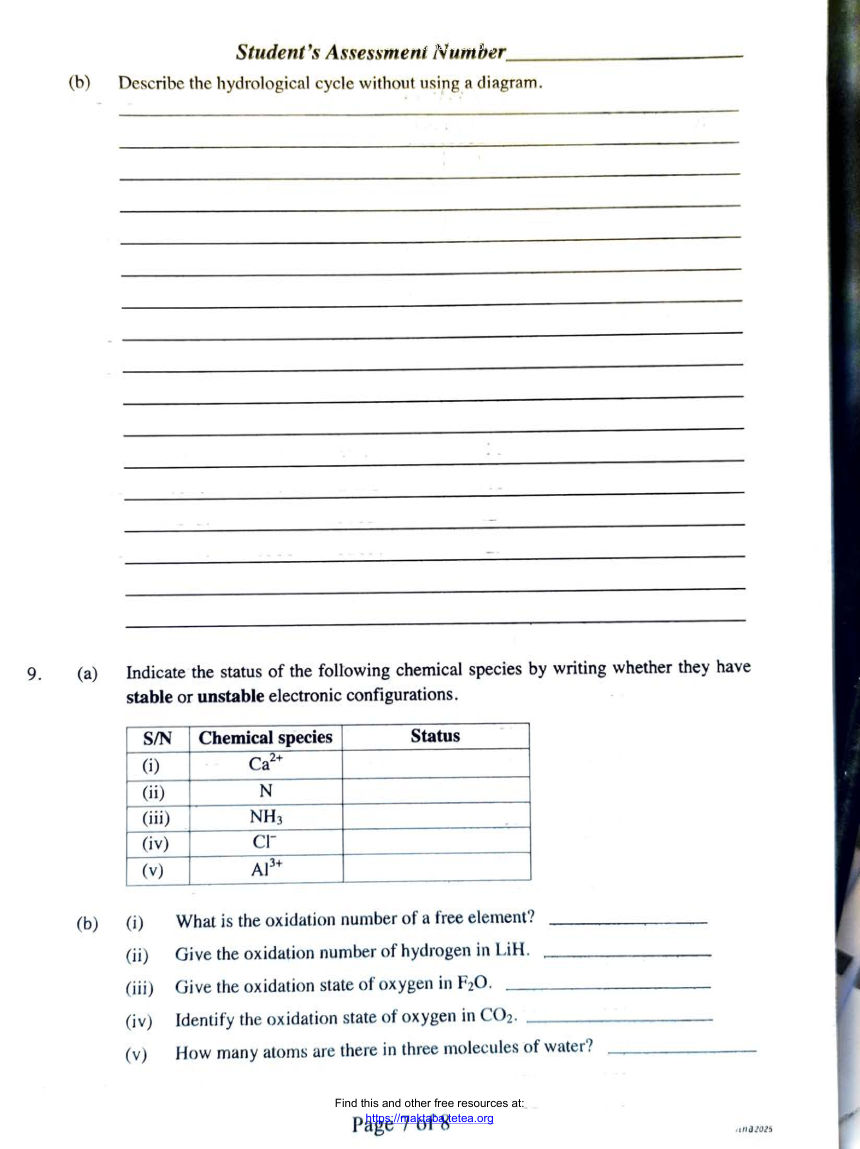 Student's Assessment Number
(b) Describe the hydrological cycle without using a diagram.
9. (a) Indicate the status of the following chemical species by writing whether they have
stable or unstable electronic configurations.
S/N Chemical species Status
(i) Ca²⁺
(ii) N
(iii) NH₃
(iv) Cl⁻
(v) Al³⁺
(b) (i) What is the oxidation number of a free element?
(ii) Give the oxidation number of hydrogen in LiH.
(iii) Give the oxidation state of oxygen in F₂O.
(iv) Identify the oxidation state of oxygen in CO₂.
(v) How many atoms are there in three molecules of water?
Find this and other free resources at:
https://maktaba.tetea.org
Page 7 of 8
2025